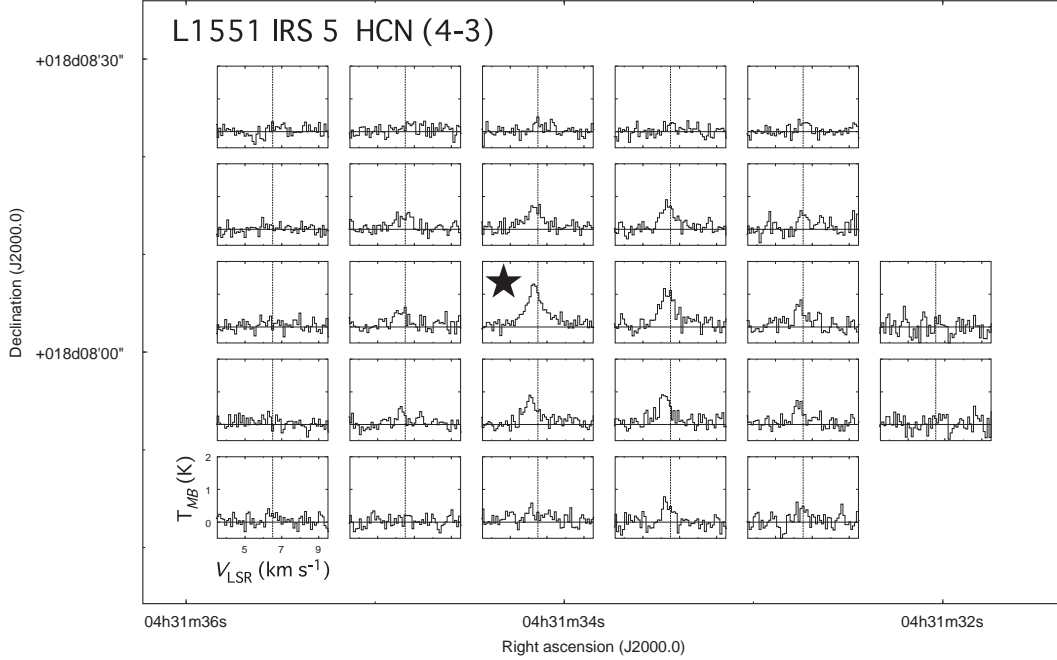 L1551 IRS 5 HCN (4-3)
+018d08'30"
Declination (J2000.0)
+018d08'00"
T_MB (K)
2
1
0
5 7 9
V_LSR (km s⁻¹)
04h31m36s 04h31m34s 04h31m32s
Right ascension (J2000.0)